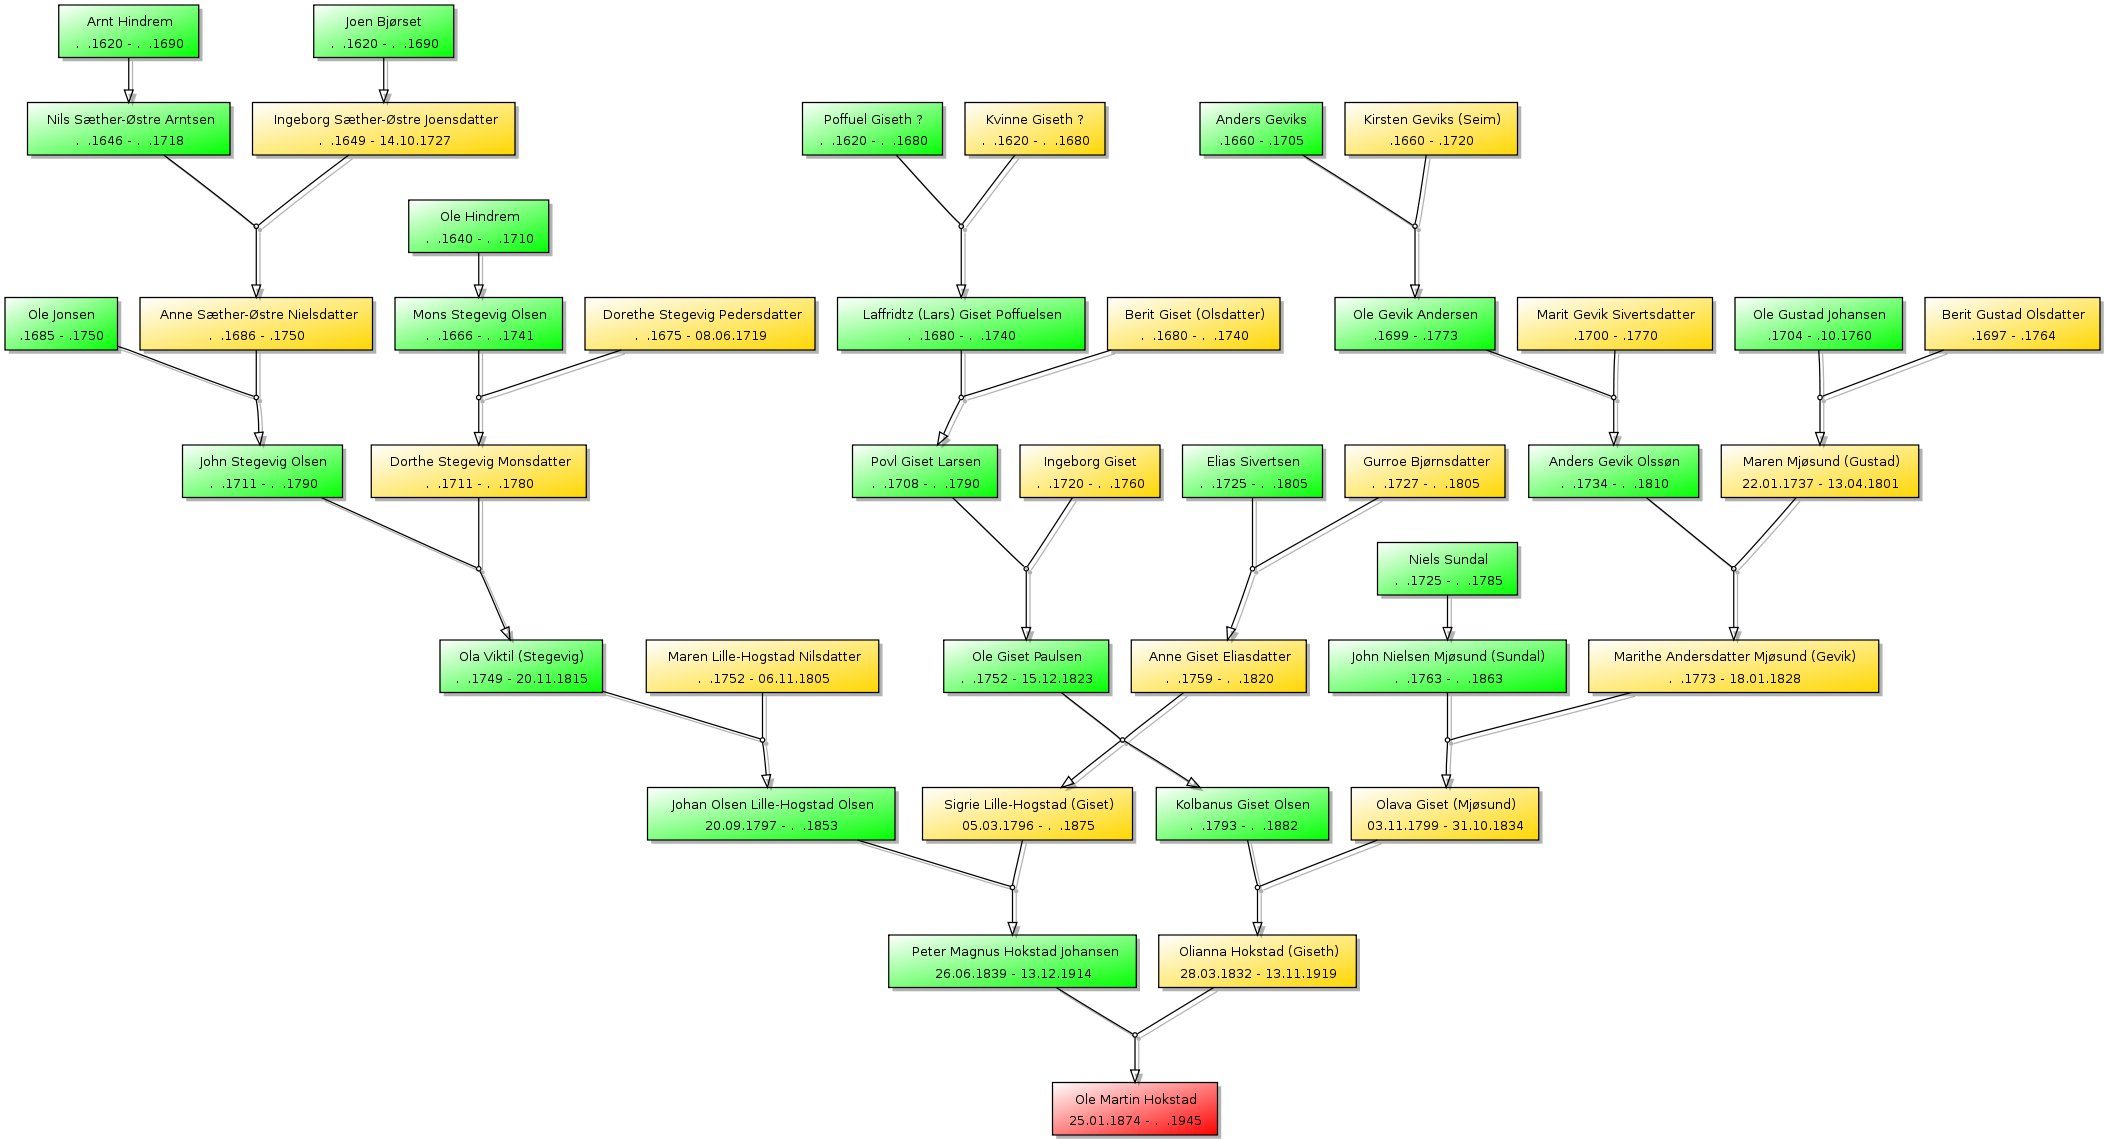 Arnt Hindrem
. .1620 - . .1690
Joen Bjørset
. .1620 - . .1690
Nils Sæther-Østre Arntsen
. .1646 - . .1718
Ingeborg Sæther-Østre Joensdatter
. .1649 - 14.10.1727
Poffuel Giseth ?
. .1620 - . .1680
Kvinne Giseth ?
. .1620 - . .1680
Anders Geviks
.1660 - .1705
Kirsten Geviks (Seim)
.1660 - .1720
Ole Hindrem
. .1640 - . .1710
Ole Jonsen
.1685 - .1750
Anne Sæther-Østre Nielsdatter
. .1686 - .1750
Mons Stegevig Olsen
. .1666 - . .1741
Dorethe Stegevig Pedersdatter
. .1675 - 08.06.1719
Laffridtz (Lars) Giset Poffuelsen
. .1680 - . .1740
Berit Giset (Olsdatter)
. .1680 - . .1740
Ole Gevik Andersen
.1699 - .1773
Marit Gevik Sivertsdatter
.1700 - .1770
Ole Gustad Johansen
.1704 - .10.1760
Berit Gustad Olsdatter
.1697 - .1764
John Stegevig Olsen
. .1711 - . .1790
Dorthe Stegevig Monsdatter
. .1711 - . .1780
Povl Giset Larsen
. .1708 - . .1790
Ingeborg Giset
. .1720 - . .1760
Elias Sivertsen
. .1725 - . .1805
Gurroe Bjørnsdatter
. .1727 - . .1805
Anders Gevik Olssøn
. .1734 - . .1810
Maren Mjøsund (Gustad)
22.01.1737 - 13.04.1801
Niels Sundal
. .1725 - . .1785
Ola Viktil (Stegevig)
. .1749 - 20.11.1815
Maren Lille-Hogstad Nilsdatter
. .1752 - 06.11.1805
Ole Giset Paulsen
. .1752 - 15.12.1823
Anne Giset Eliasdatter
. .1759 - . .1820
John Nielsen Mjøsund (Sundal)
. .1763 - . .1863
Marithe Andersdatter Mjøsund (Gevik)
. .1773 - 18.01.1828
Johan Olsen Lille-Hogstad Olsen
20.09.1797 - . .1853
Sigrie Lille-Hogstad (Giset)
05.03.1796 - . .1875
Kolbanus Giset Olsen
. .1793 - . .1882
Olava Giset (Mjøsund)
03.11.1799 - 31.10.1834
Peter Magnus Hokstad Johansen
26.06.1839 - 13.12.1914
Olianna Hokstad (Giseth)
28.03.1832 - 13.11.1919
Ole Martin Hokstad
25.01.1874 - . .1945